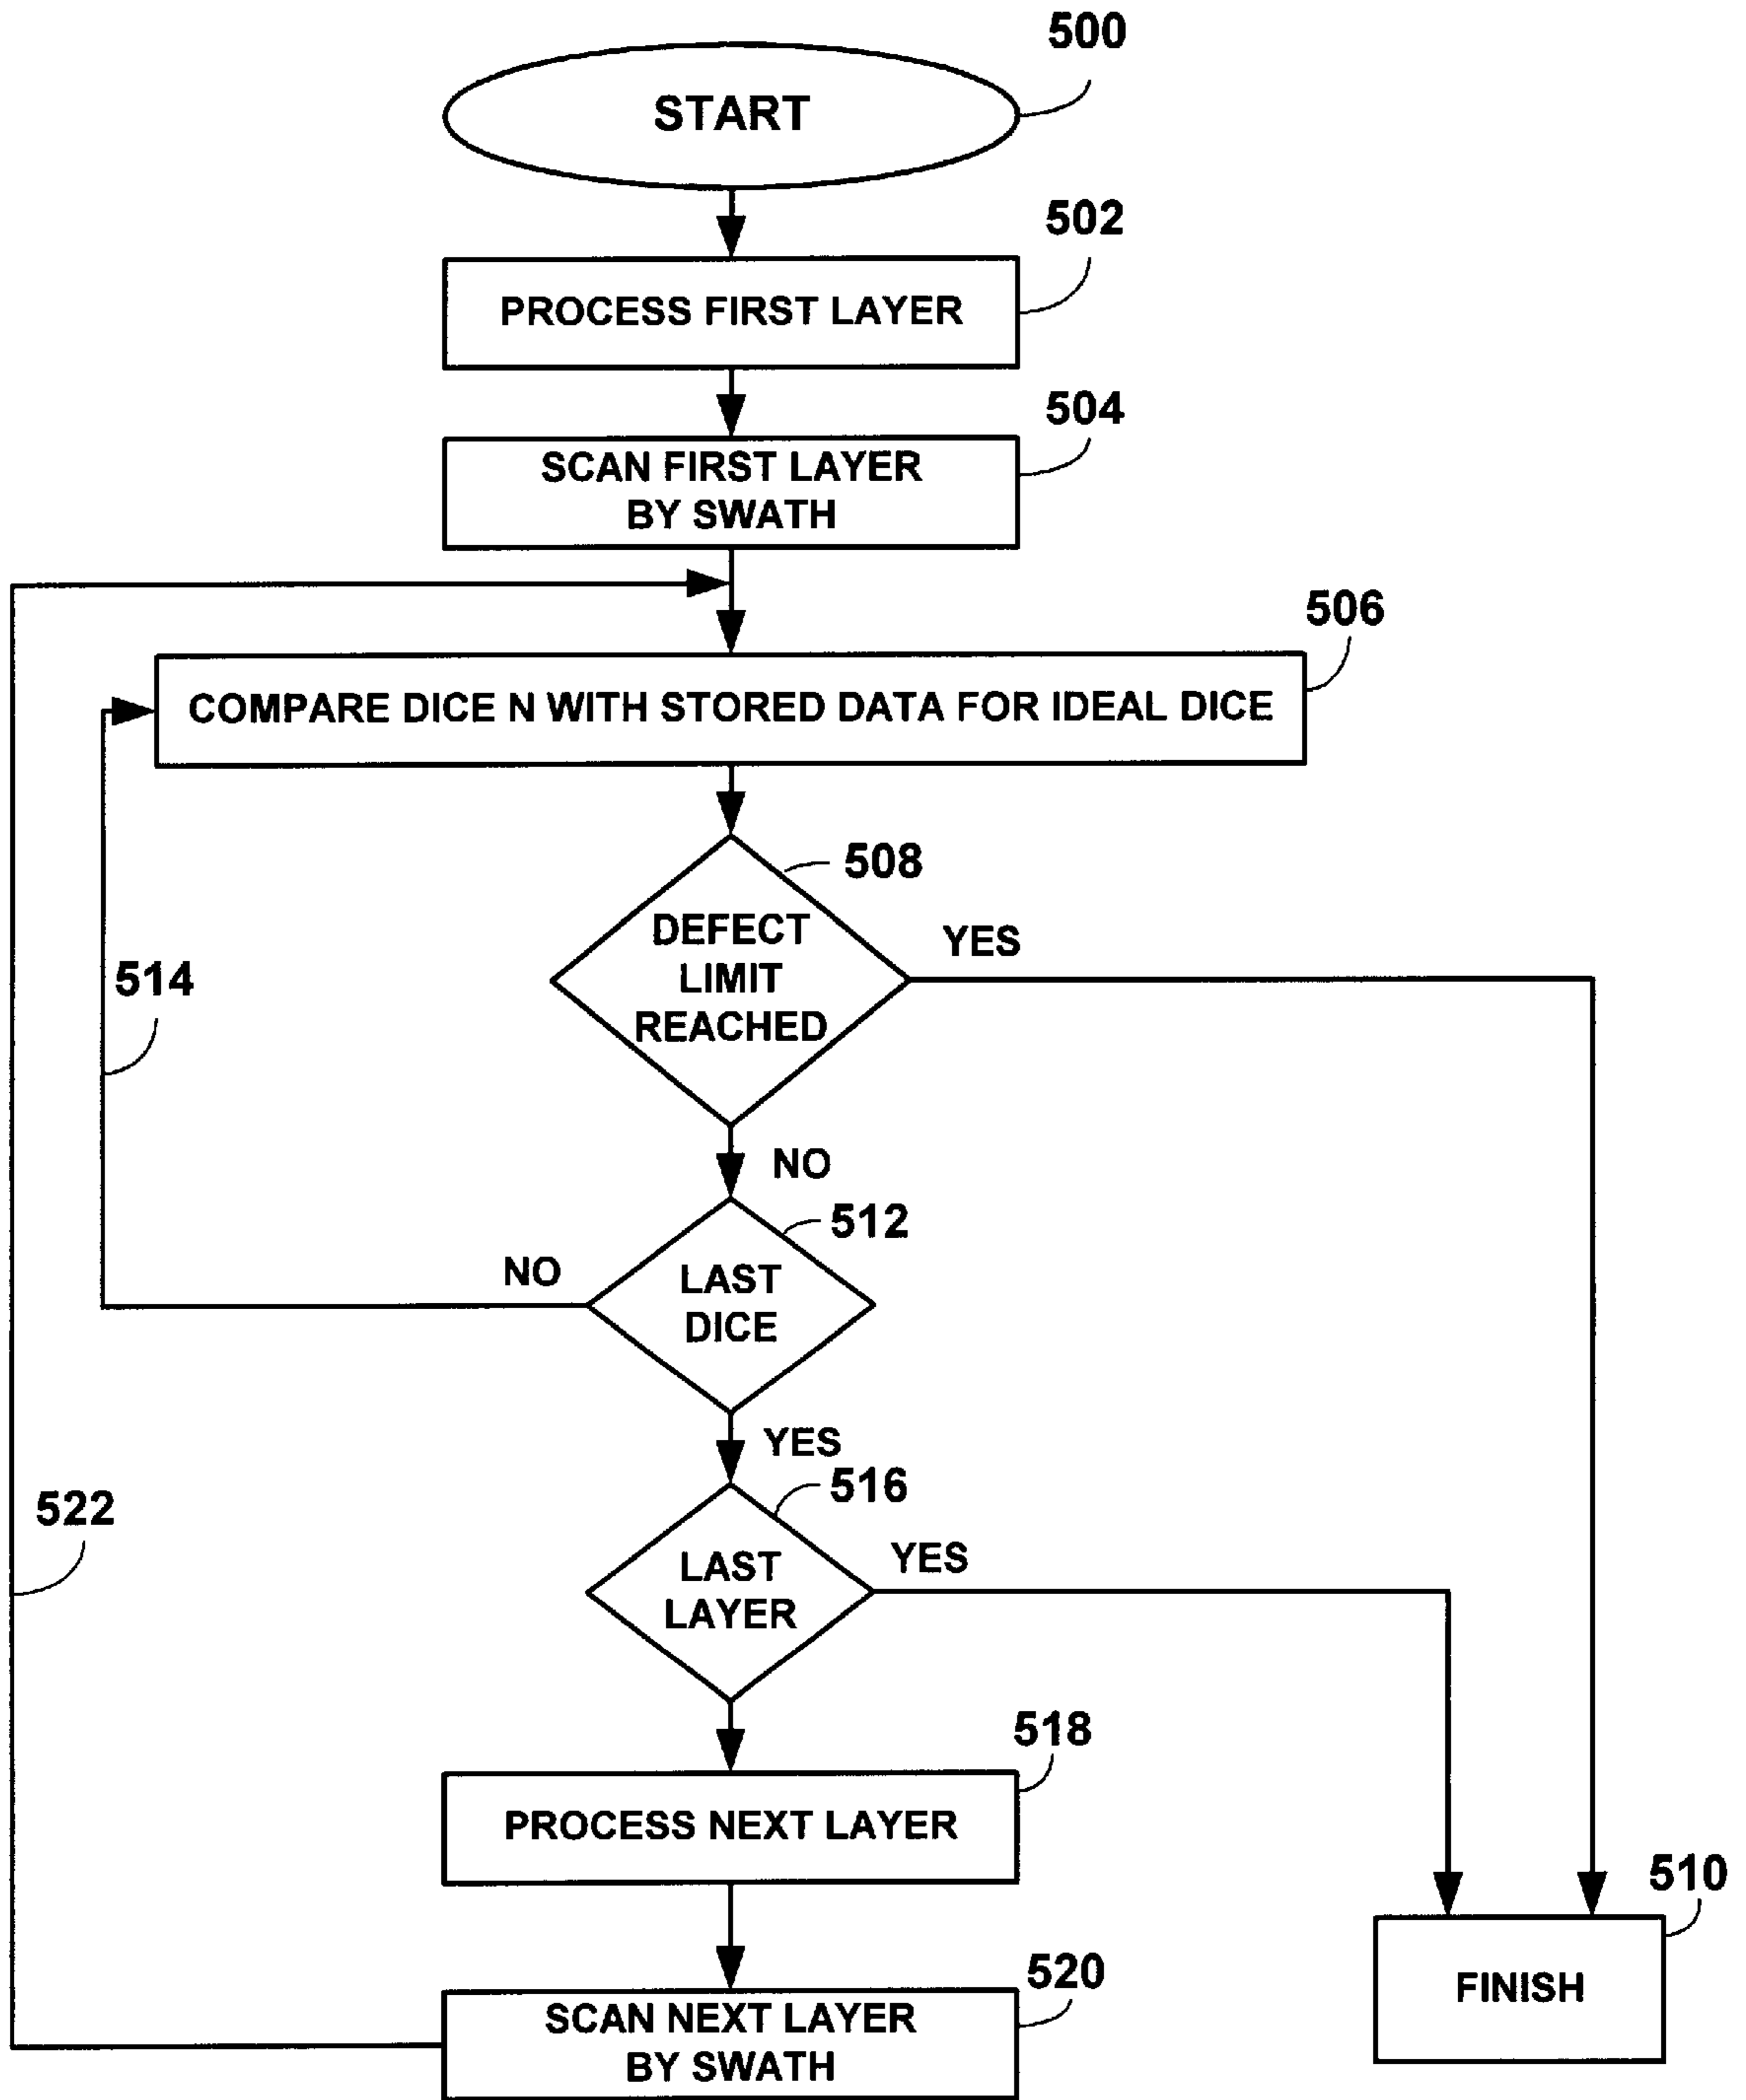 500
START
502
PROCESS FIRST LAYER
504
SCAN FIRST LAYER
BY SWATH
506
COMPARE DICE N WITH STORED DATA FOR IDEAL DICE
508
DEFECT
LIMIT
REACHED
YES
514
NO
512
NO
LAST
DICE
YES
516
522
LAST
LAYER
YES
518
PROCESS NEXT LAYER
510
FINISH
520
SCAN NEXT LAYER
BY SWATH